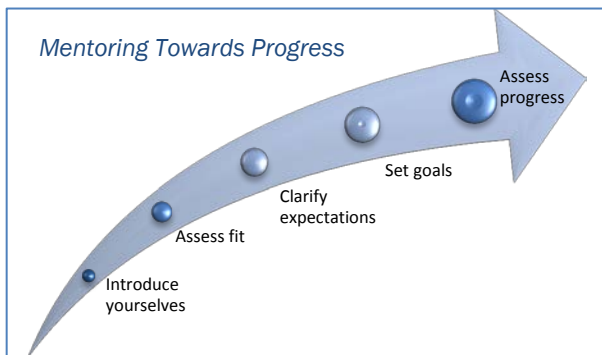 Mentoring Towards Progress
Assess
progress
Set goals
Clarify
expectations
Assess fit
Introduce
yourselves